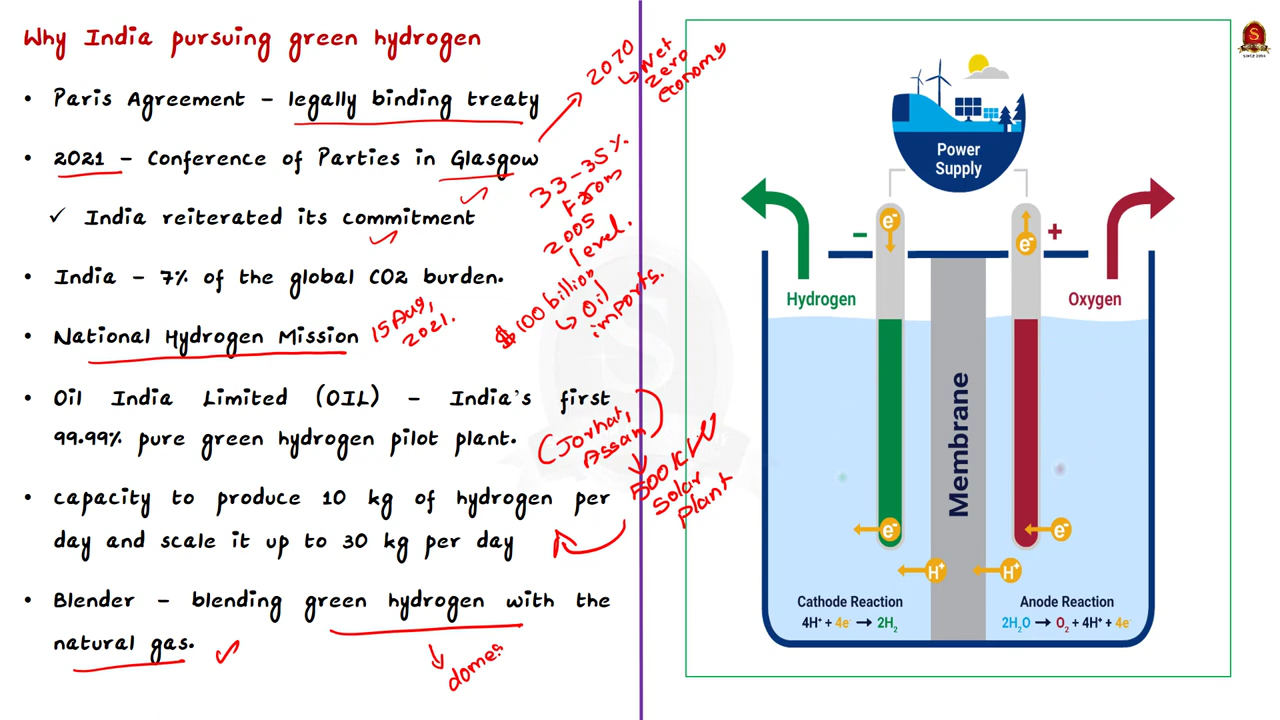 Why India pursuing green hydrogen
• Paris Agreement – legally binding treaty
• 2021 – Conference of Parties in Glasgow
✓ India reiterated its commitment
• India – 7% of the global CO2 burden.
• National Hydrogen Mission
• Oil India Limited (OIL) – India's first
99.99% pure green hydrogen pilot plant.
• capacity to produce 10 kg of hydrogen per
day and scale it up to 30 kg per day
• Blender – blending green hydrogen with the
natural gas.
2070
Net
Zero
economy
33-35%
From
2005
level.
$100 billion
Oil
imports.
15 Aug,
2021.
(Jorhat,
Assam
500 KW
Solar
Plant
domes
S
SINCE 2004
Power
Supply
e-
e-
– +
Hydrogen
Oxygen
Membrane
e-
e-
H+
H+
Cathode Reaction
4H+ + 4e- → 2H2
Anode Reaction
2H2O → O2 + 4H+ + 4e-